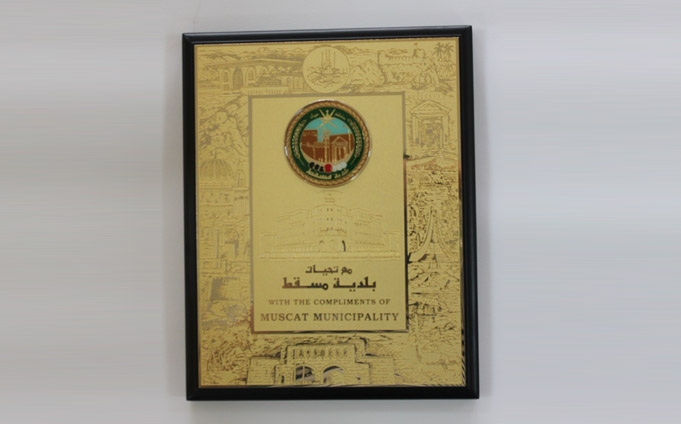 مع تحيات
بلدية مسقط
WITH THE COMPLIMENTS OF
MUSCAT MUNICIPALITY